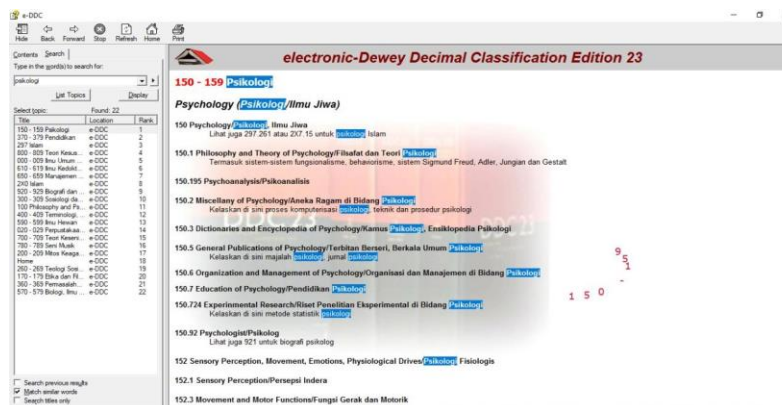 e-DDC
Hide Back Forward Stop Refresh Home Print
Contents Search
Type in the word(s) to search for:
psikologi
List Topics Display
Select topic: Found: 22
Title Location Rank
150 - 159 Psikologi e-DDC 1
370 - 379 Pendidikan e-DDC 2
297 Islam e-DDC 3
800 - 809 Teori Kesus... e-DDC 4
000 - 009 Ilmu Umum ... e-DDC 5
610 - 619 Ilmu Kedokt... e-DDC 6
650 - 659 Manajemen ... e-DDC 7
2X0 Islam e-DDC 8
920 - 929 Biografi dan ... e-DDC 9
300 - 309 Sosiologi da... e-DDC 10
100 Philosophy and Ps... e-DDC 11
400 - 409 Terminologi, ... e-DDC 12
590 - 599 Ilmu Hewan e-DDC 13
020 - 029 Perpustakaa... e-DDC 14
700 - 709 Teori Keseni... e-DDC 15
780 - 789 Seni Musik e-DDC 16
200 - 209 Mitos Keaga... e-DDC 17
Home e-DDC 18
260 - 269 Teologi Sosi... e-DDC 19
170 - 179 Etika dan Fil... e-DDC 20
360 - 369 Permasalah... e-DDC 21
570 - 579 Biologi, Ilmu ... e-DDC 22
Search previous results
Match similar words
Search titles only
electronic-Dewey Decimal Classification Edition 23
150 - 159 Psikologi
Psychology (Psikologi/Ilmu Jiwa)
150 Psychology/Psikologi, Ilmu Jiwa
Lihat juga 297.261 atau 2X7.15 untuk psikologi Islam
150.1 Philosophy and Theory of Psychology/Filsafat dan Teori Psikologi
Termasuk sistem-sistem fungsionalisme, behaviorisme, sistem Sigmund Freud, Adler, Jungian dan Gestalt
150.195 Psychoanalysis/Psikoanalisis
150.2 Miscellany of Psychology/Aneka Ragam di Bidang Psikologi
Kelaskan di sini proses komputerisasi psikologi, teknik dan prosedur psikologi
150.3 Dictionaries and Encyclopedia of Psychology/Kamus Psikologi, Ensiklopedia Psikologi
150.5 General Publications of Psychology/Terbitan Berseri, Berkala Umum Psikologi
Kelaskan di sini majalah psikologi, jurnal psikologi
150.6 Organization and Management of Psychology/Organisasi dan Manajemen di Bidang Psikologi
150.7 Education of Psychology/Pendidikan Psikologi
150.724 Experimental Research/Riset Penelitian Eksperimental di Bidang Psikologi
Kelaskan di sini metode statistik psikologi
150.92 Psychologist/Psikolog
Lihat juga 921 untuk biografi psikolog
152 Sensory Perception, Movement, Emotions, Physiological Drives/Psikologi Fisiologis
152.1 Sensory Perception/Persepsi Indera
152.3 Movement and Motor Functions/Fungsi Gerak dan Motorik
DDC 23
1 5 0 - 1 5 9